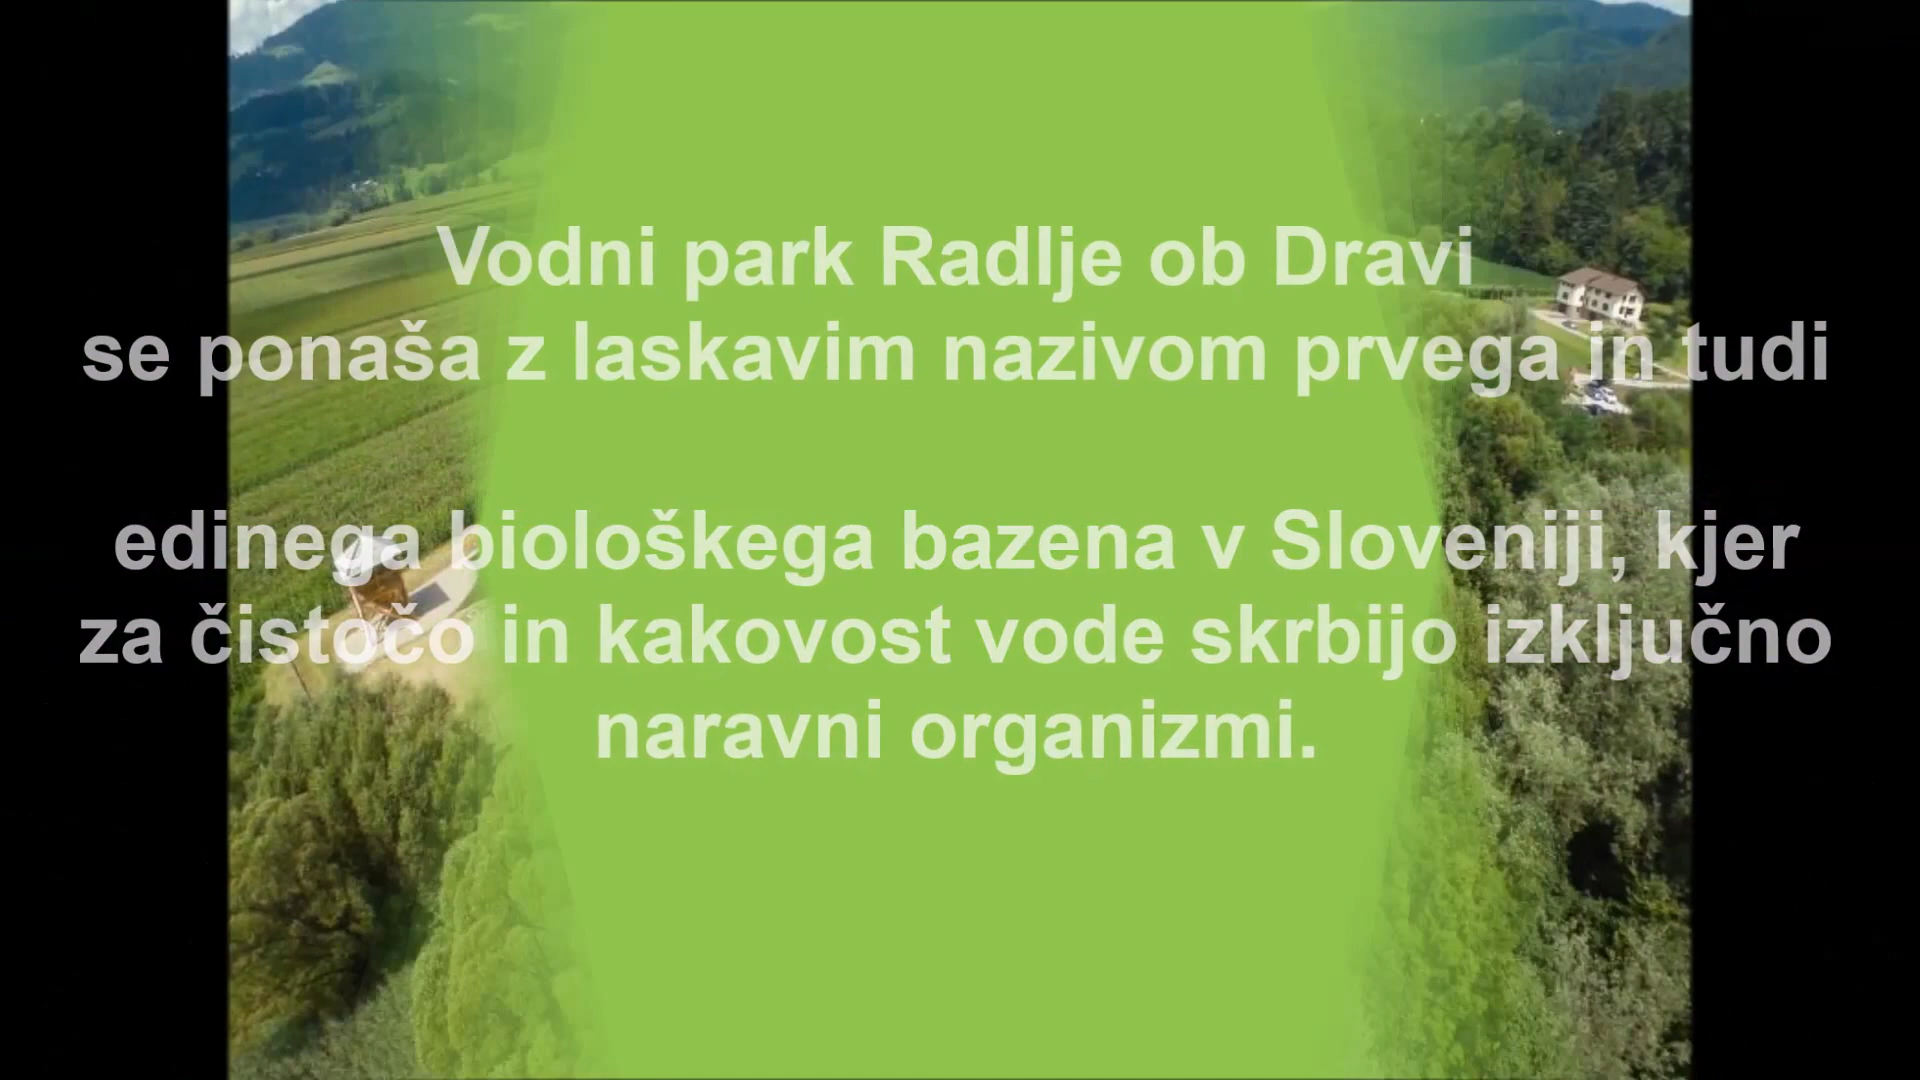 Vodni park Radlje ob Dravi
se ponaša z laskavim nazivom prvega in tudi
edinega biološkega bazena v Sloveniji, kjer
za čistočo in kakovost vode skrbijo izključno
naravni organizmi.